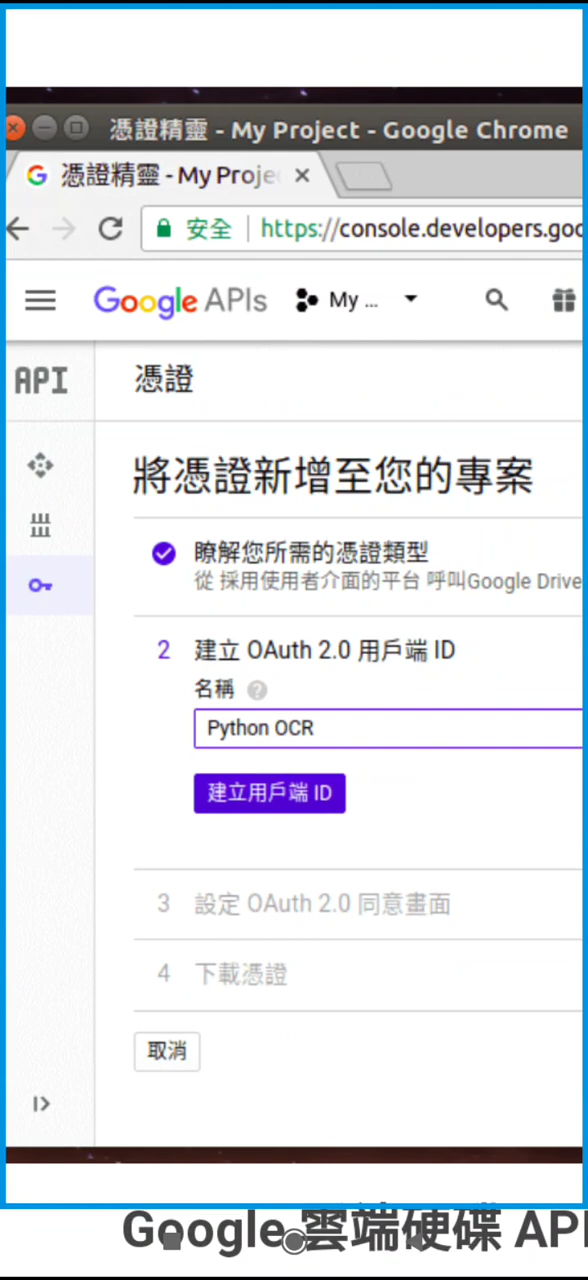 憑證精靈 - My Project - Google Chrome
憑證精靈 - My Proje
安全 https://console.developers.goo
Google APIs My ...
API 憑證
將憑證新增至您的專案
瞭解您所需的憑證類型
從 採用使用者介面的平台 呼叫Google Drive
2 建立 OAuth 2.0 用戶端 ID
名稱 ?
Python OCR
建立用戶端 ID
3 設定 OAuth 2.0 同意畫面
4 下載憑證
取消
Google 雲端硬碟 API